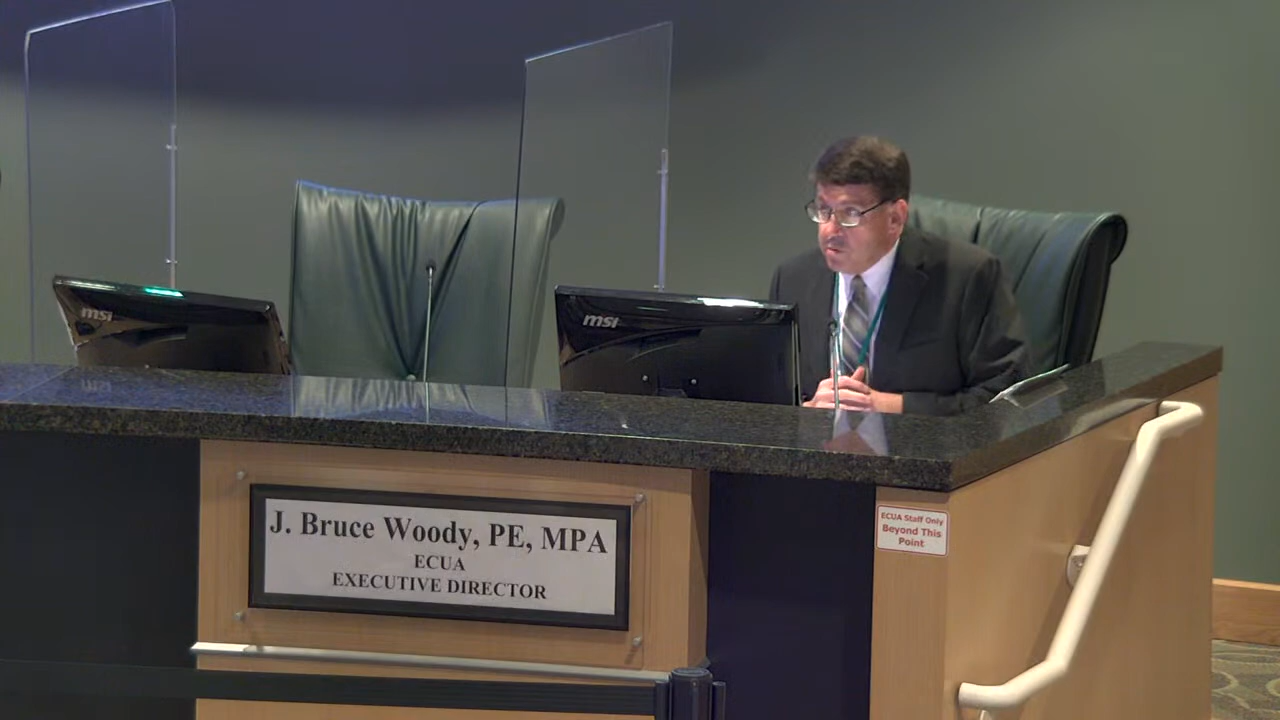 msi
msi
J. Bruce Woody, PE, MPA
ECUA
EXECUTIVE DIRECTOR
ECUA Staff Only
Beyond This
Point